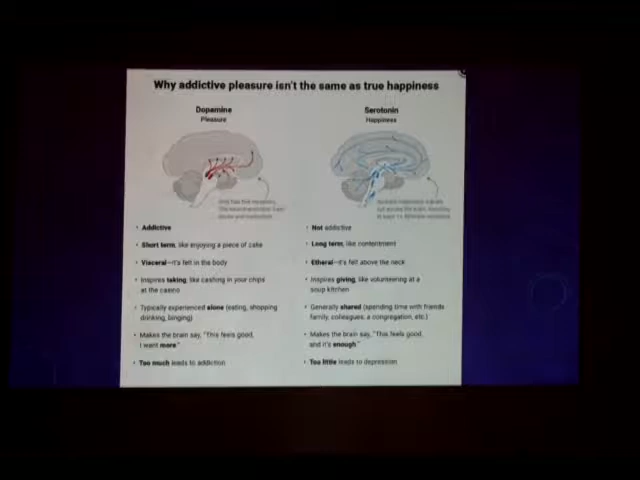 Why addictive pleasure isn't the same as true happiness
Dopamine
Pleasure
Serotonin
Happiness
• Addictive
• Short term, like enjoying a piece of cake
• Visceral—it's felt in the body
• Inspires taking, like cashing in your chips
at the casino
• Typically experienced alone (eating, shopping
drinking, binging)
• Makes the brain say, "This feels good,
I want more."
• Too much leads to addiction
• Not addictive
• Long term, like contentment
• Etheral—it's felt above the neck
• Inspires giving, like volunteering at a
soup kitchen
• Generally shared (spending time with friends
family, colleagues, a congregation, etc.)
• Makes the brain say, "This feels good,
and it's enough."
• Too little leads to depression